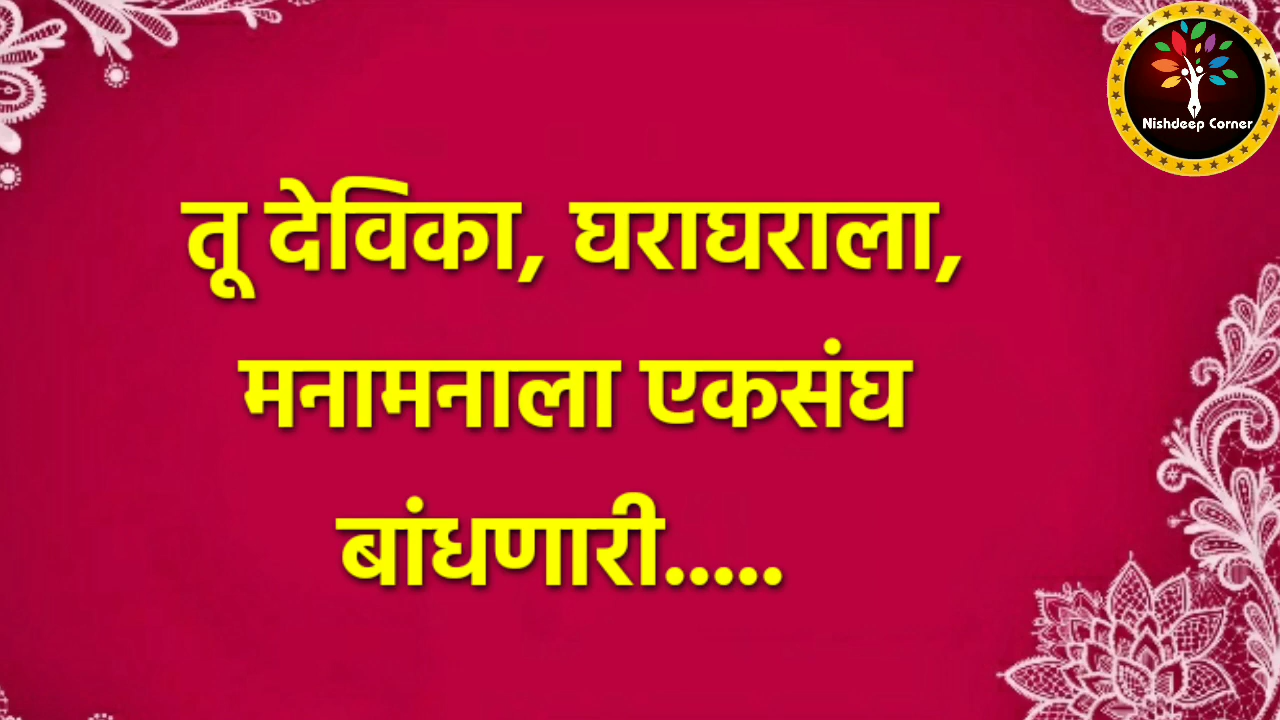 Nishdeep Corner
तू देविका, घराघराला,
मनामनाला एकसंघ
बांधणारी.....